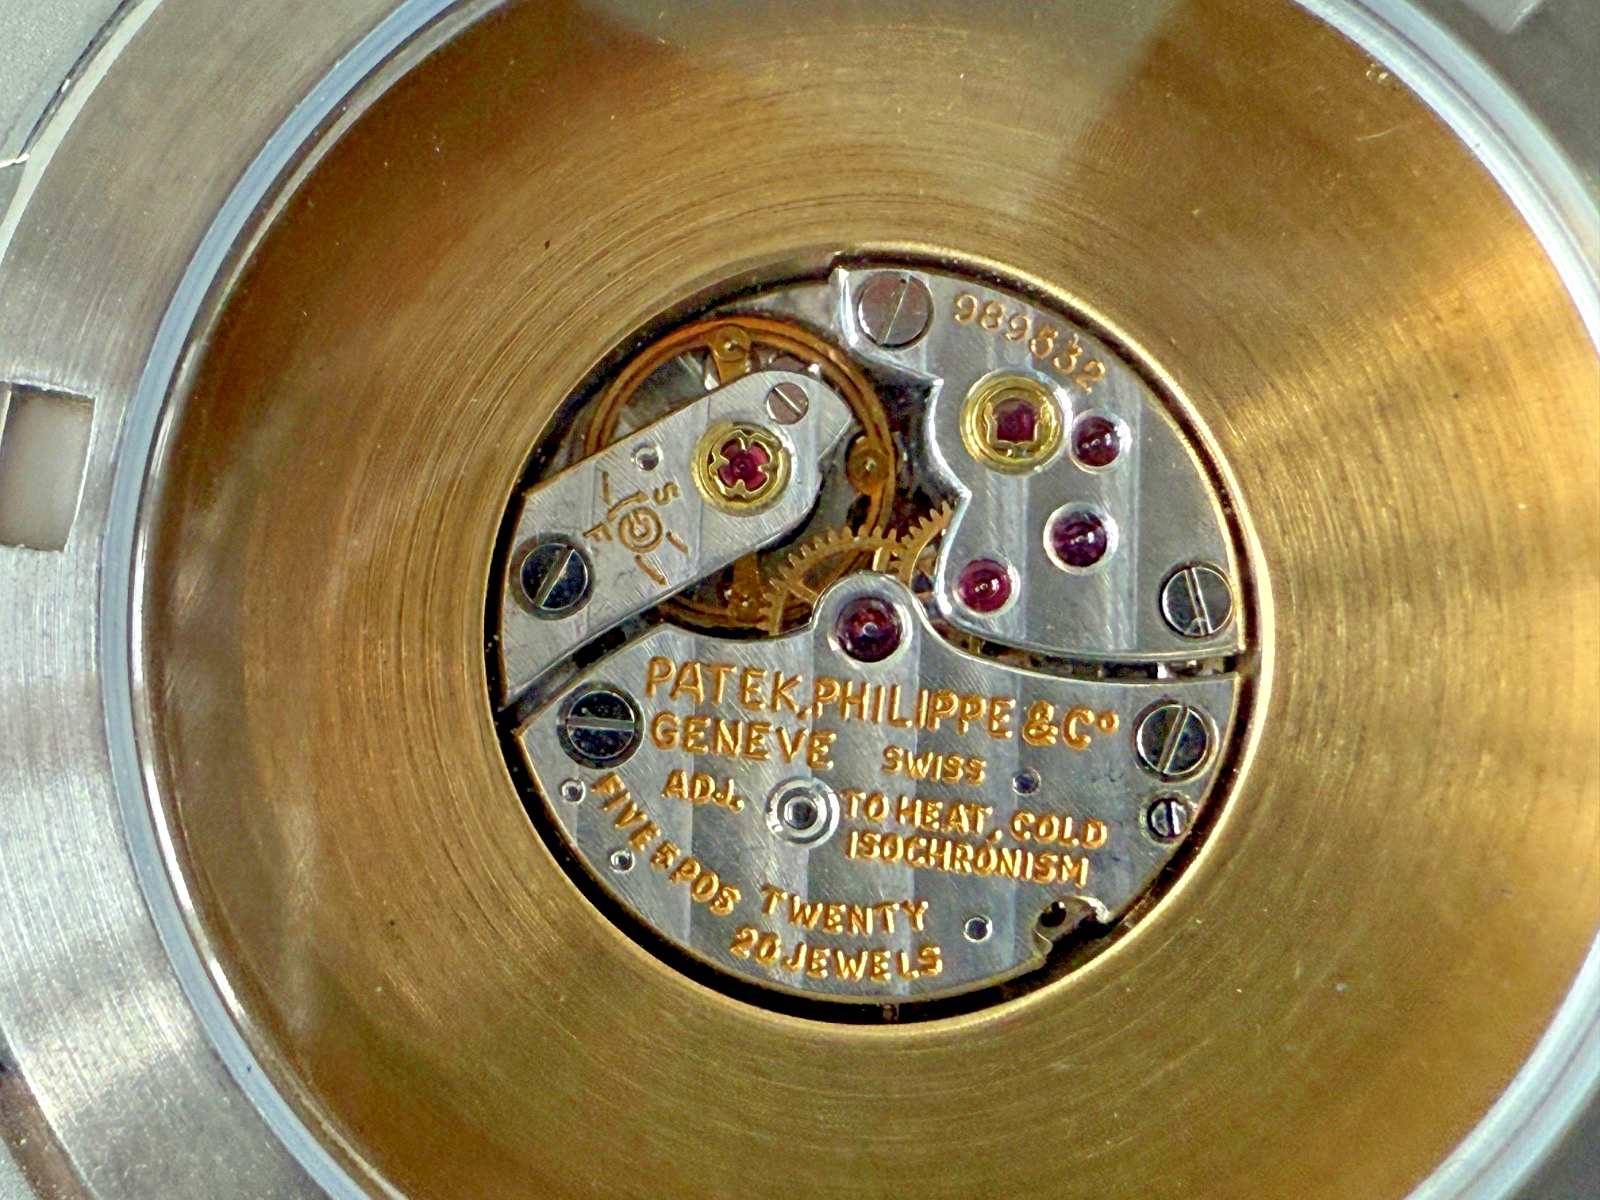 989532
S
F
PATEK, PHILIPPE & Cº
GENEVE SWISS
ADJ. TO HEAT, COLD
ISOCHRONISM
FIVE 5 POS TWENTY
20 JEWELS